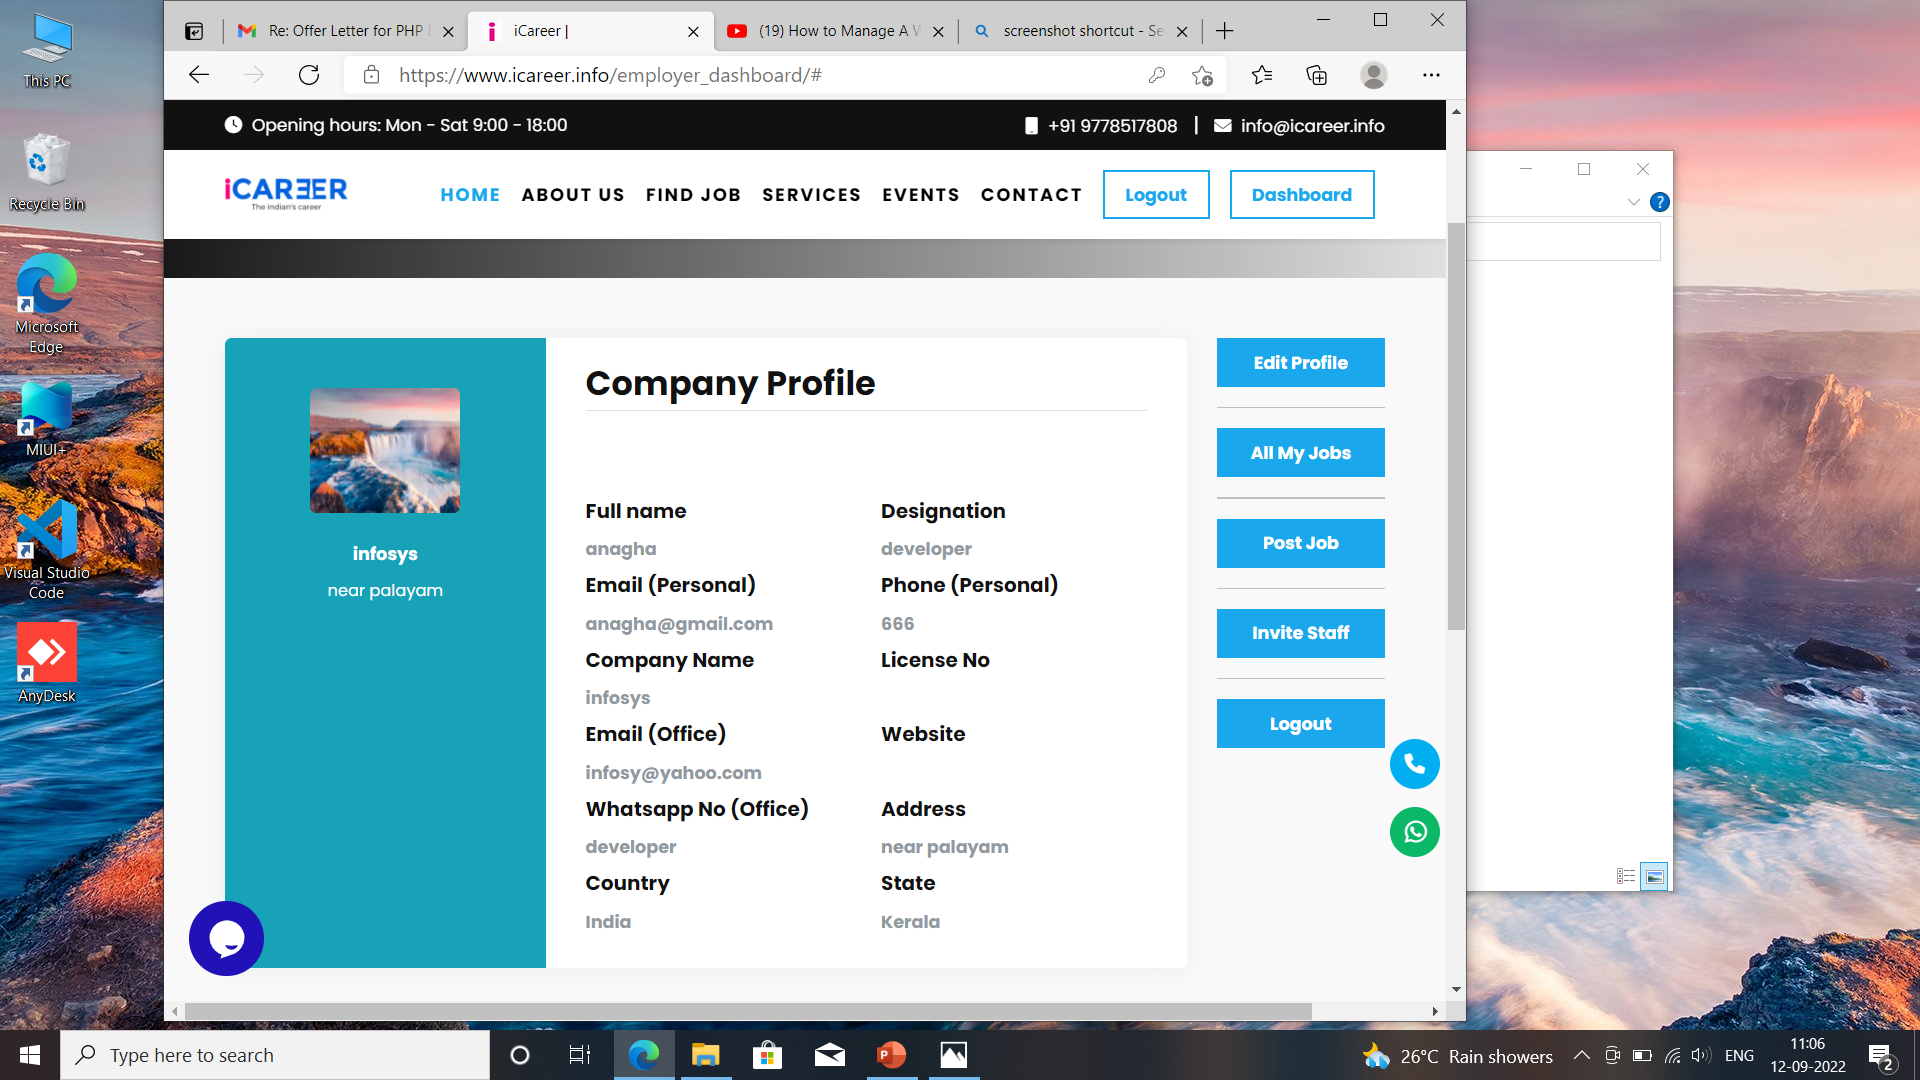 This PC
Recycle Bin
Microsoft
Edge
MIUI+
Visual Studio
Code
AnyDesk
Re: Offer Letter for PHP
iCareer |
(19) How to Manage A
screenshot shortcut - Se
https://www.icareer.info/employer_dashboard/#
Opening hours: Mon - Sat 9:00 - 18:00
+91 9778517808 | info@icareer.info
iCAREER
The indian's career
HOME ABOUT US FIND JOB SERVICES EVENTS CONTACT Logout Dashboard
infosys
near palayam
Company Profile
Full name Designation
anagha developer
Email (Personal) Phone (Personal)
anagha@gmail.com 666
Company Name License No
infosys
Email (Office) Website
infosy@yahoo.com
Whatsapp No (Office) Address
developer near palayam
Country State
India Kerala
Edit Profile
All My Jobs
Post Job
Invite Staff
Logout
?
Type here to search
P
26°C Rain showers
ENG
11:06
12-09-2022
2